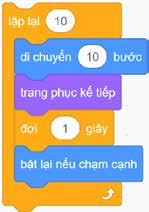 lặp lại 10
di chuyển 10 bước
trang phục kế tiếp
đợi 1 giây
bật lại nếu chạm cạnh